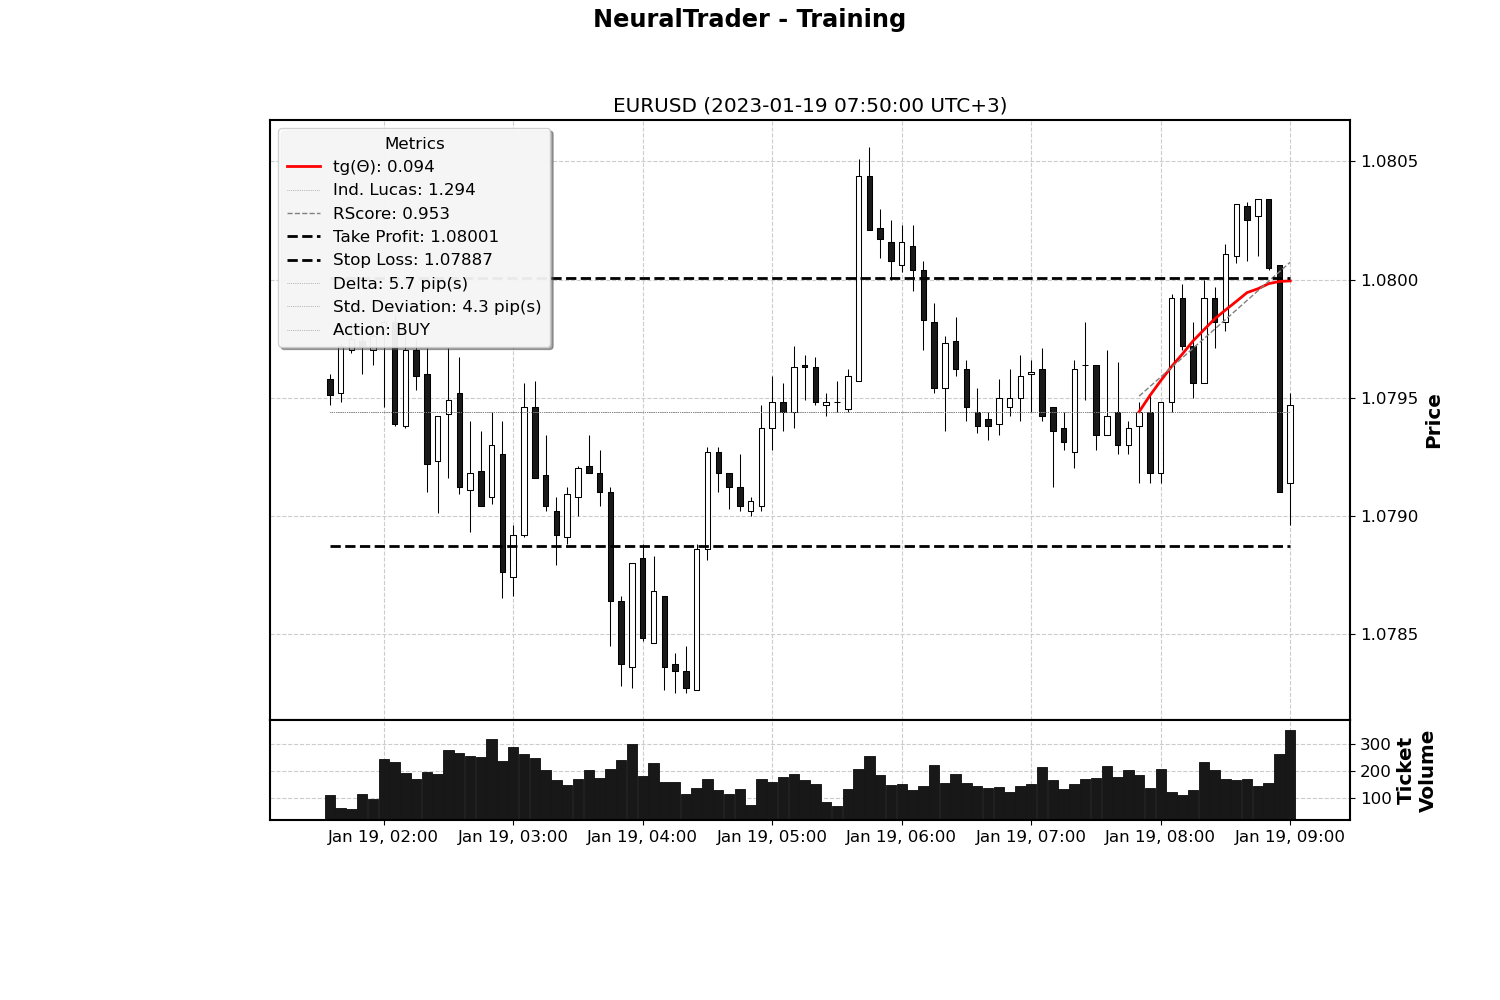 NeuralTrader - Training
EURUSD (2023-01-19 07:50:00 UTC+3)
Metrics
tg(Θ): 0.094
Ind. Lucas: 1.294
RScore: 0.953
Take Profit: 1.08001
Stop Loss: 1.07887
Delta: 5.7 pip(s)
Std. Deviation: 4.3 pip(s)
Action: BUY
1.0805
1.0800
1.0795
1.0790
1.0785
Price
300
200
100
Ticket
Volume
Jan 19, 02:00
Jan 19, 03:00
Jan 19, 04:00
Jan 19, 05:00
Jan 19, 06:00
Jan 19, 07:00
Jan 19, 08:00
Jan 19, 09:00